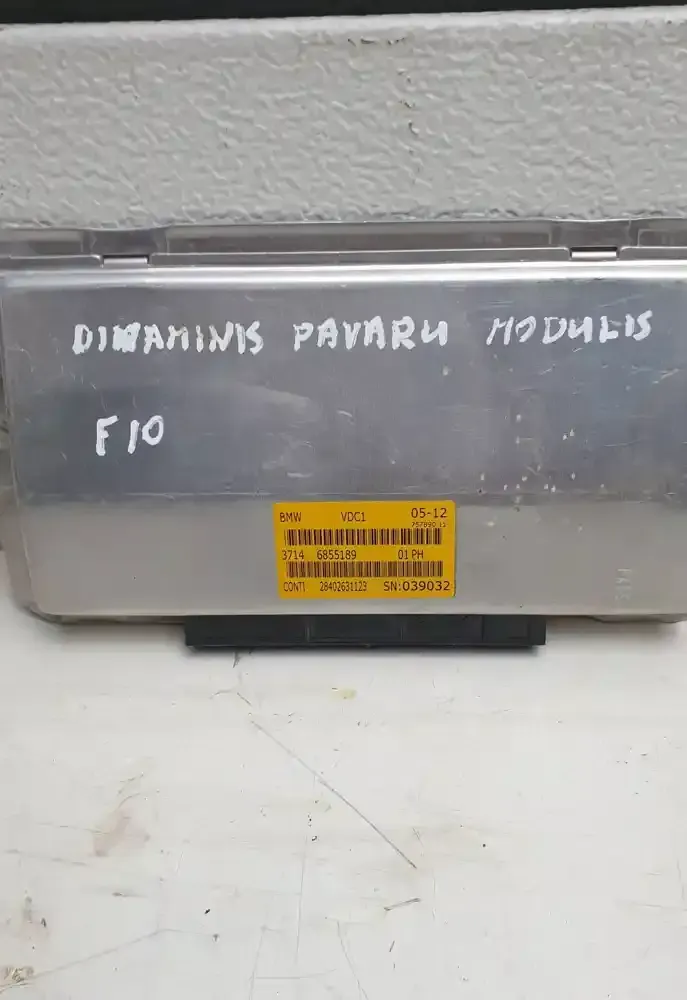 DINAMINIS PAVARU MODULIS
F10
BMW VDC1 05-12
3714 6855189 01 PH
CONTI 28402631123 SN:039032